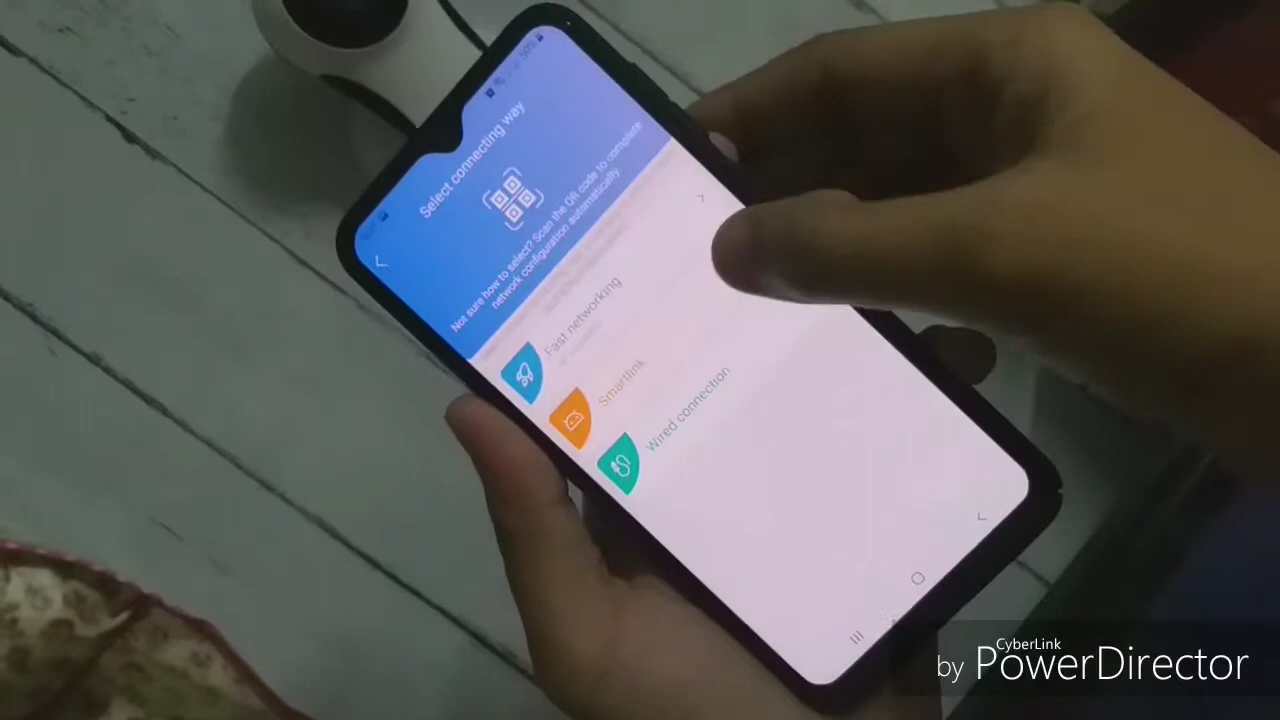 50%
Select connecting way
Not sure how to select? Scan the QR code to complete
network configuration automatically
Fast networking
Smartlink
Wired connection
CyberLink
by PowerDirector